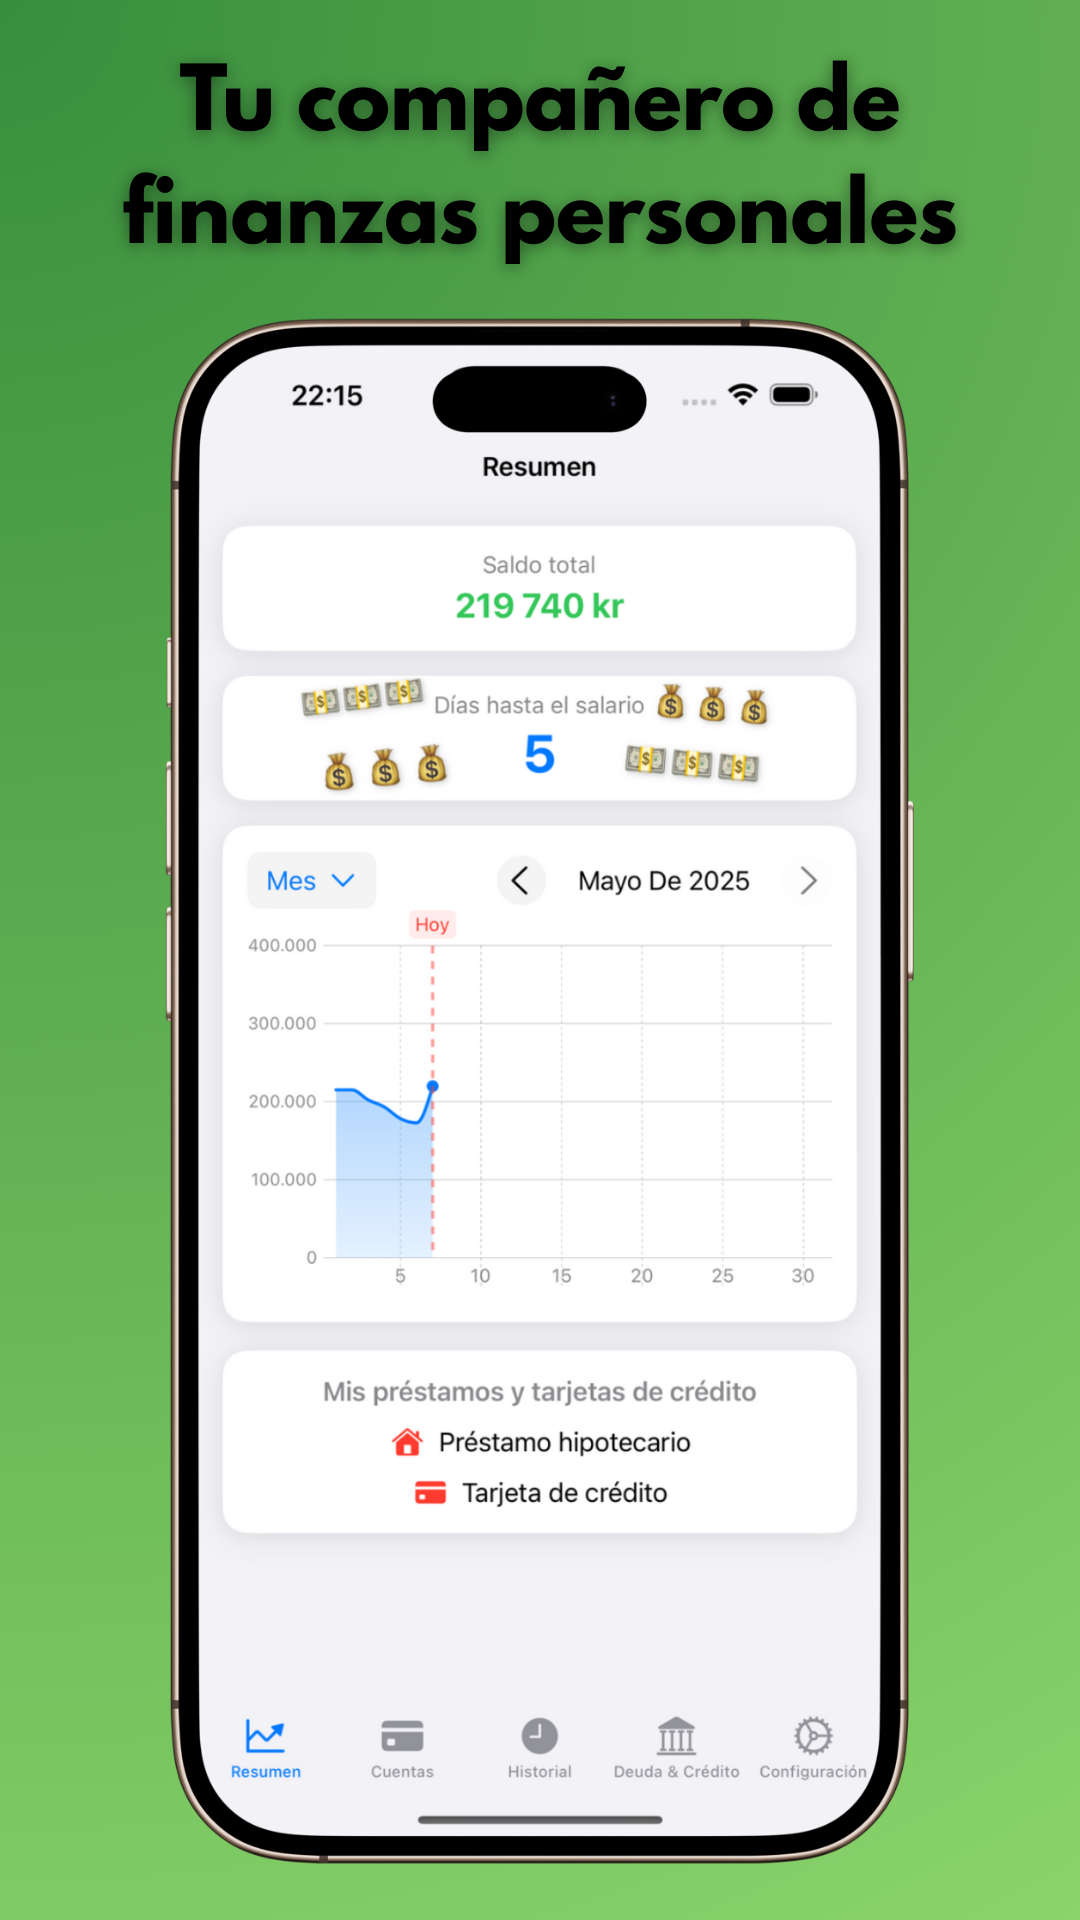 Tu compañero de
finanzas personales
22:15
Resumen
Saldo total
219 740 kr
Días hasta el salario
5
Mes
Mayo De 2025
Hoy
400.000
300.000
200.000
100.000
0
5 10 15 20 25 30
Mis préstamos y tarjetas de crédito
Préstamo hipotecario
Tarjeta de crédito
Resumen Cuentas Historial Deuda & Crédito Configuración